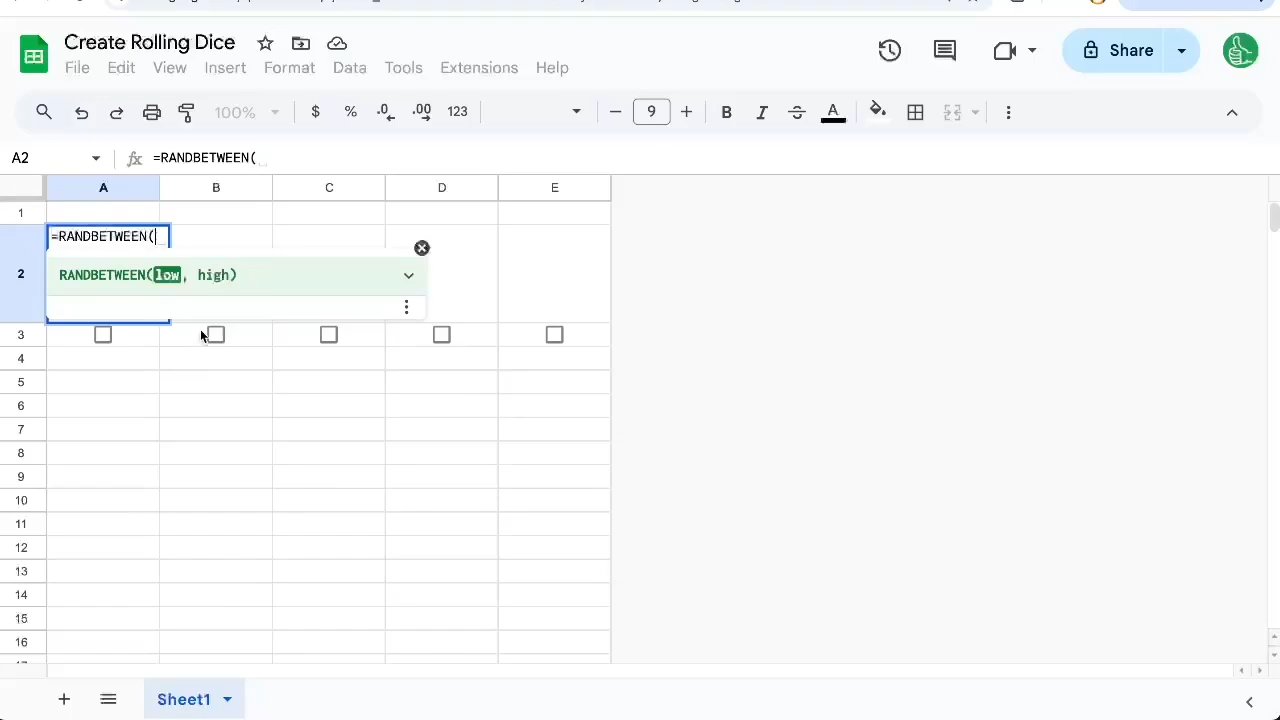 Create Rolling Dice
Share
File Edit View Insert Format Data Tools Extensions Help
100% $ % .0 .00 123 9 B I A
A2 fx =RANDBETWEEN(
A B C D E
1
=RANDBETWEEN(
2
RANDBETWEEN(low, high)
3
4
5
6
7
8
9
10
11
12
13
14
15
16
Sheet1